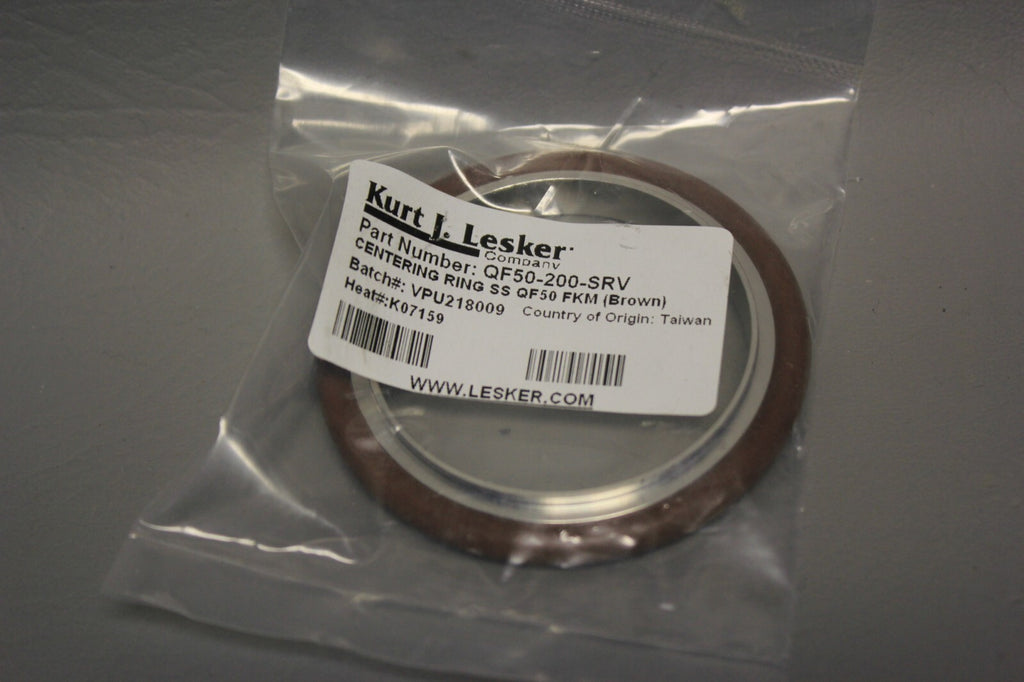 Kurt J. Lesker
Company
Part Number: QF50-200-SRV
CENTERING RING SS QF50 FKM (Brown)
Batch#: VPU218009 Country of Origin: Taiwan
Heat#:K07159
WWW.LESKER.COM